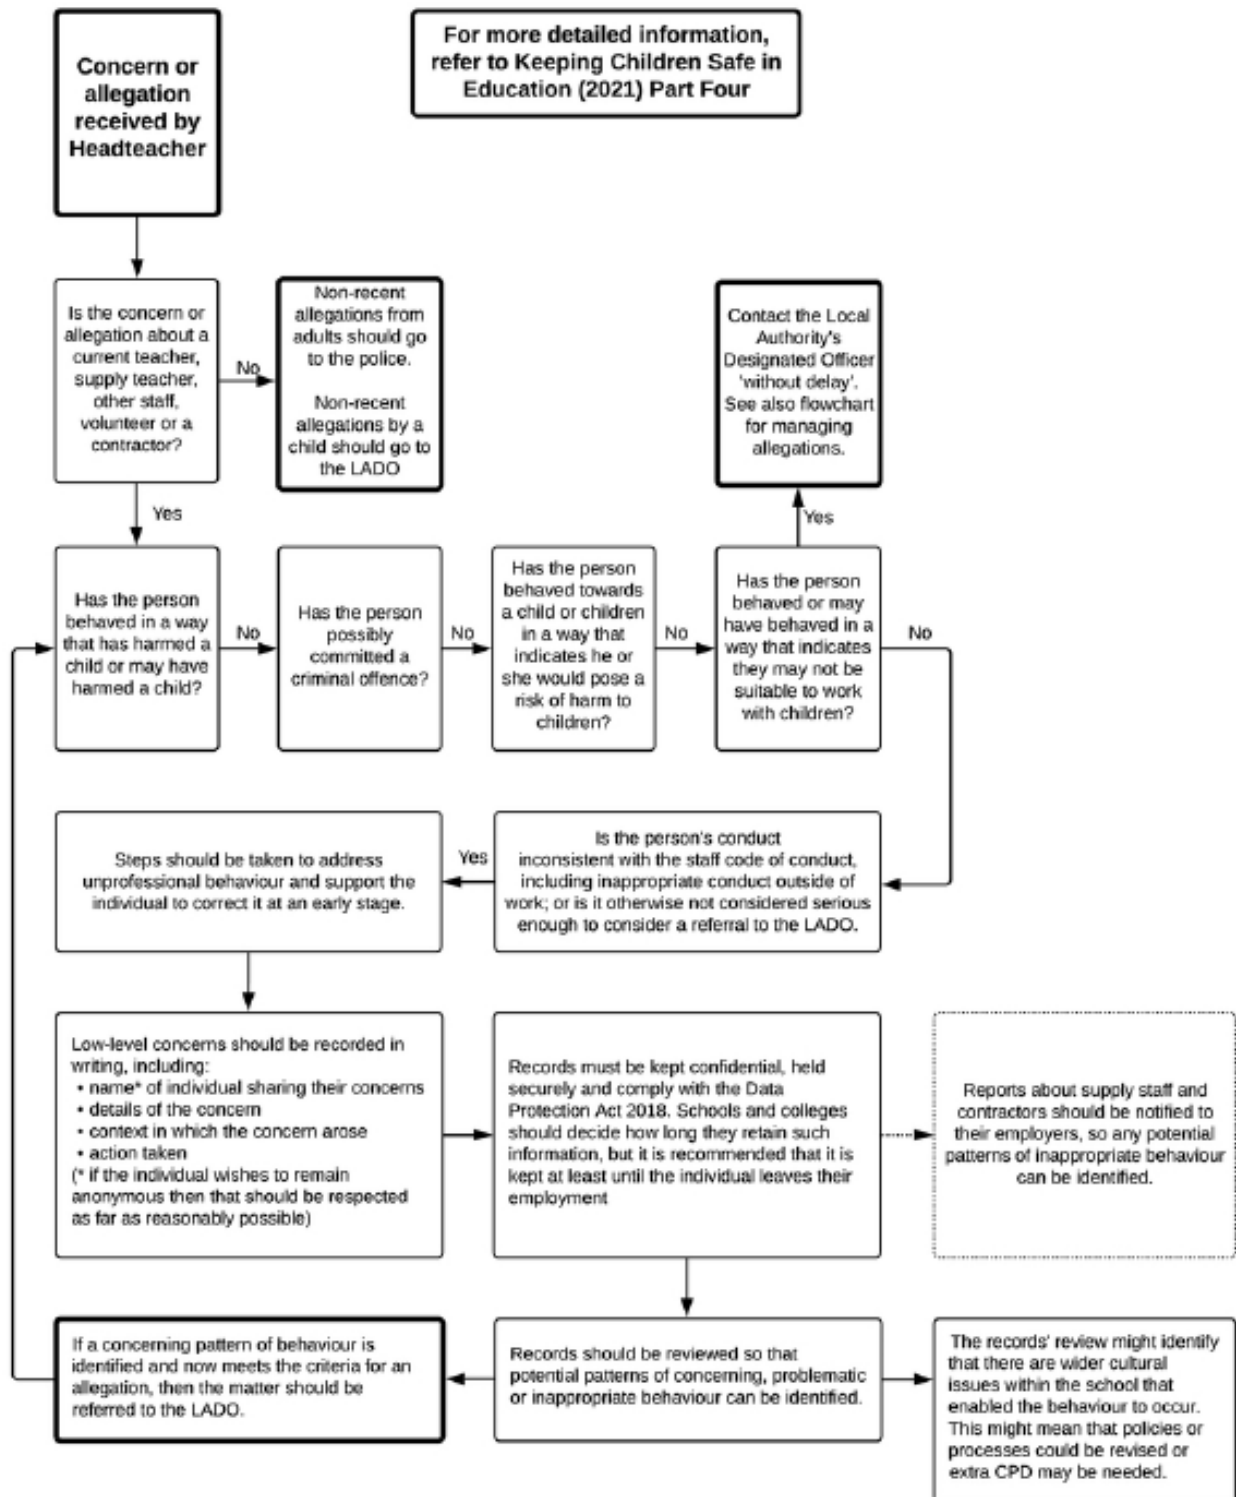 Concern or
allegation
received by
Headteacher
For more detailed information,
refer to Keeping Children Safe in
Education (2021) Part Four
Is the concern or
allegation about a
current teacher,
supply teacher,
other staff,
volunteer or a
contractor?
No
Non-recent
allegations from
adults should go
to the police.
Non-recent
allegations by a
child should go to
the LADO
Contact the Local
Authority's
Designated Officer
'without delay'.
See also flowchart
for managing
allegations.
Yes
Yes
Has the person
behaved in a way
that has harmed a
child or may have
harmed a child?
No
Has the person
possibly
committed a
criminal offence?
No
Has the person
behaved towards
a child or children
in a way that
indicates he or
she would pose a
risk of harm to
children?
No
Has the person
behaved or may
have behaved in a
way that indicates
they may not be
suitable to work
with children?
No
Is the person's conduct
inconsistent with the staff code of conduct,
including inappropriate conduct outside of
work; or is it otherwise not considered serious
enough to consider a referral to the LADO.
Yes
Steps should be taken to address
unprofessional behaviour and support the
individual to correct it at an early stage.
Low-level concerns should be recorded in
writing, including:
• name* of individual sharing their concerns
• details of the concern
• context in which the concern arose
• action taken
(* if the individual wishes to remain
anonymous then that should be respected
as far as reasonably possible)
Records must be kept confidential, held
securely and comply with the Data
Protection Act 2018. Schools and colleges
should decide how long they retain such
information, but it is recommended that it is
kept at least until the individual leaves their
employment
Reports about supply staff and
contractors should be notified to
their employers, so any potential
patterns of inappropriate behaviour
can be identified.
If a concerning pattern of behaviour is
identified and now meets the criteria for an
allegation, then the matter should be
referred to the LADO.
Records should be reviewed so that
potential patterns of concerning, problematic
or inappropriate behaviour can be identified.
The records' review might identify
that there are wider cultural
issues within the school that
enabled the behaviour to occur.
This might mean that policies or
processes could be revised or
extra CPD may be needed.